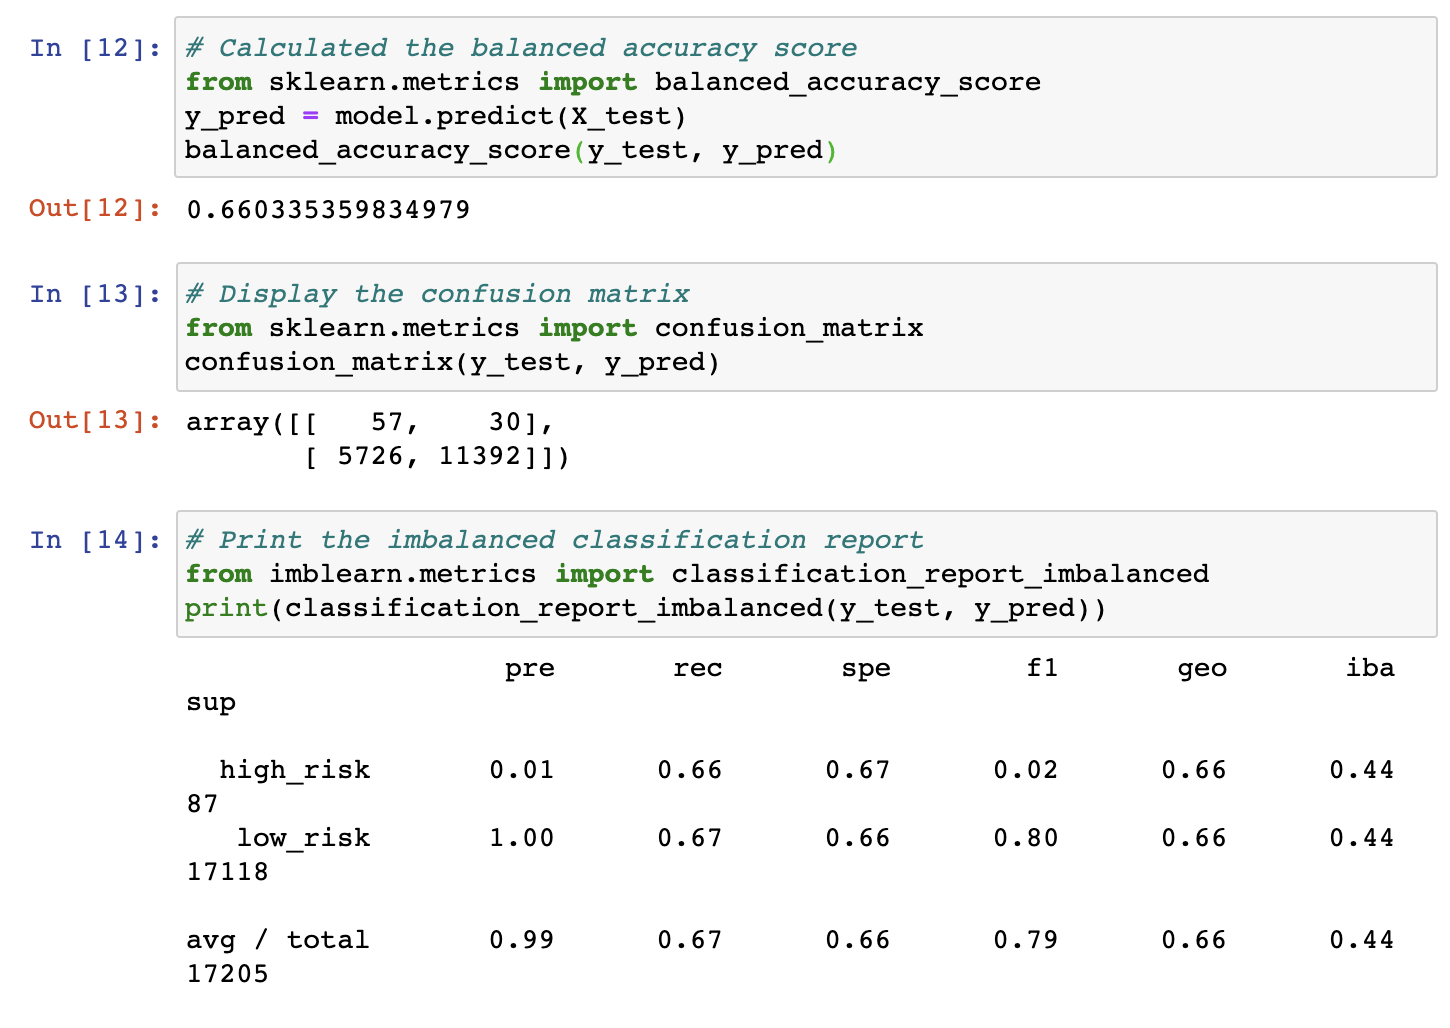 In [12]: # Calculated the balanced accuracy score
from sklearn.metrics import balanced_accuracy_score
y_pred = model.predict(X_test)
balanced_accuracy_score(y_test, y_pred)
Out[12]: 0.660335359834979
In [13]: # Display the confusion matrix
from sklearn.metrics import confusion_matrix
confusion_matrix(y_test, y_pred)
Out[13]: array([[   57,    30],
       [ 5726, 11392]])
In [14]: # Print the imbalanced classification report
from imblearn.metrics import classification_report_imbalanced
print(classification_report_imbalanced(y_test, y_pred))
                   pre       rec       spe        f1       geo       iba
sup
  high_risk       0.01      0.66      0.67      0.02      0.66      0.44
87
   low_risk       1.00      0.67      0.66      0.80      0.66      0.44
17118
avg / total       0.99      0.67      0.66      0.79      0.66      0.44
17205